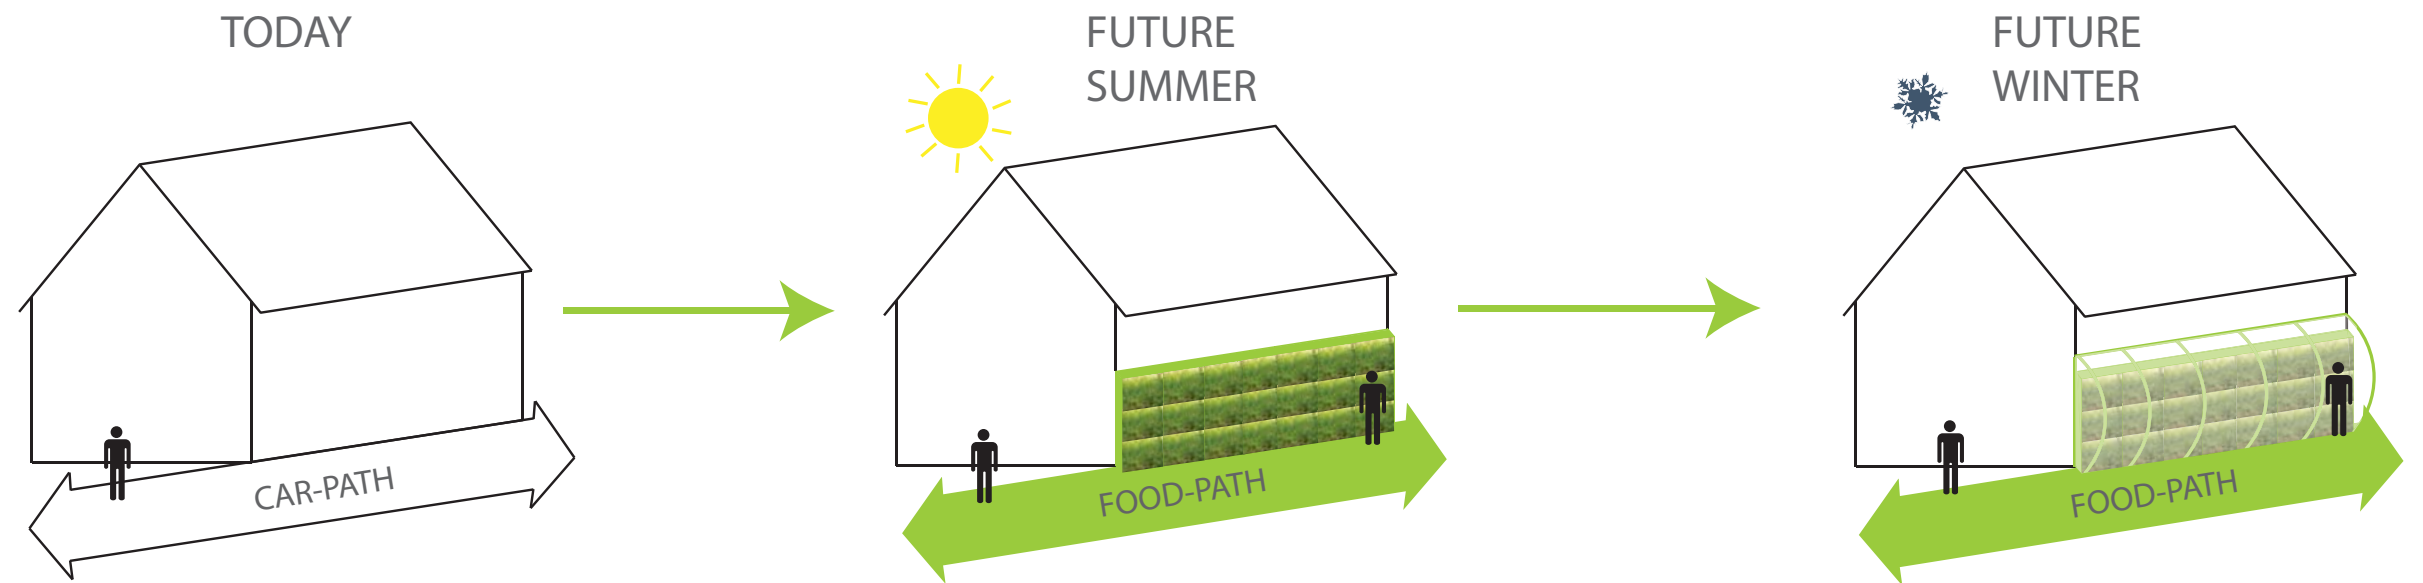 TODAY
CAR-PATH
FUTURE
SUMMER
FOOD-PATH
FUTURE
WINTER
FOOD-PATH